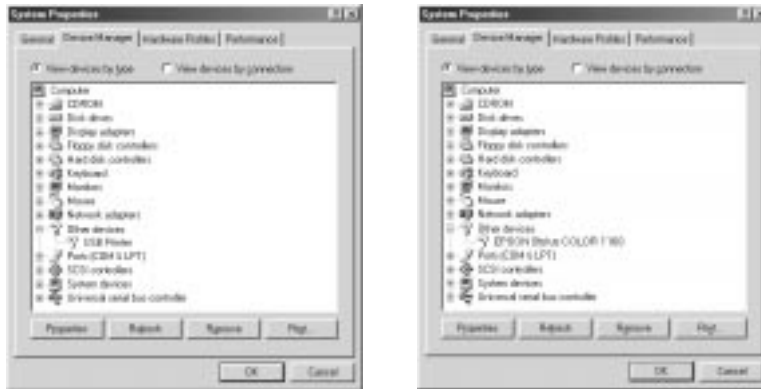 System Properties
General Device Manager Hardware Profiles Performance
View devices by type View devices by connection
Computer
CDROM
Disk drives
Display adapters
Floppy disk controllers
Hard disk controllers
Keyboard
Monitors
Mouse
Network adapters
Other devices
USB Printer
Ports (COM & LPT)
SCSI controllers
System devices
Universal serial bus controller
Properties Refresh Remove Print...
OK Cancel
System Properties
General Device Manager Hardware Profiles Performance
View devices by type View devices by connection
Computer
CDROM
Disk drives
Display adapters
Floppy disk controllers
Hard disk controllers
Keyboard
Monitors
Mouse
Network adapters
Other devices
EPSON Stylus COLOR 1160
Ports (COM & LPT)
SCSI controllers
System devices
Universal serial bus controller
Properties Refresh Remove Print...
OK Cancel